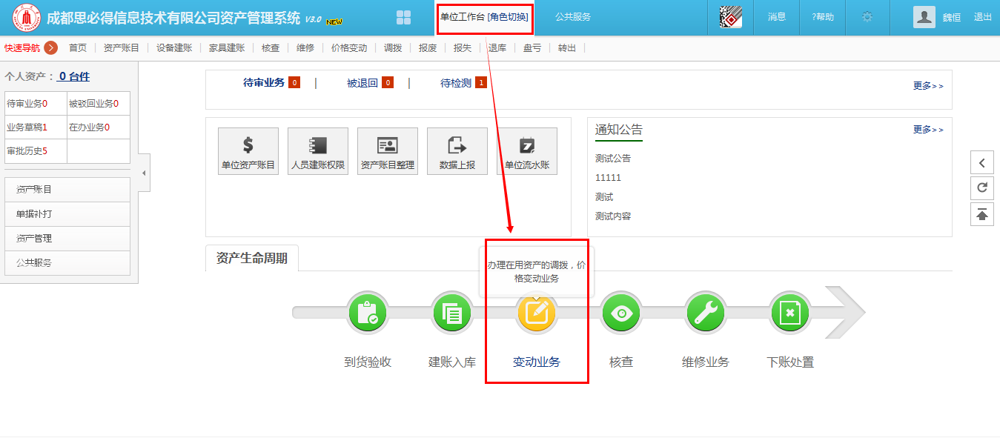 成都思必得信息技术有限公司资产管理系统 V3.0 NEW
单位工作台 [角色切换]
公共服务
消息
?帮助
魏恒
退出
快速导航 首页 资产账目 设备建账 家具建账 核查 维修 价格变动 调拨 报废 报失 退库 盘亏 转出
个人资产： 0 台件
待审业务0 被驳回业务0
业务草稿1 在办业务0
审批历史5
资产账目
单据补打
资产管理
公共服务
待审业务 0 被退回 0 待检测 1
更多>>
单位资产账目 人员建账权限 资产账目整理 数据上报 单位流水账
通知公告
更多>>
测试公告
11111
测试
测试内容
资产生命周期
办理在用资产的调拨，价
格变动业务
到货验收 建账入库 变动业务 核查 维修业务 下账处置